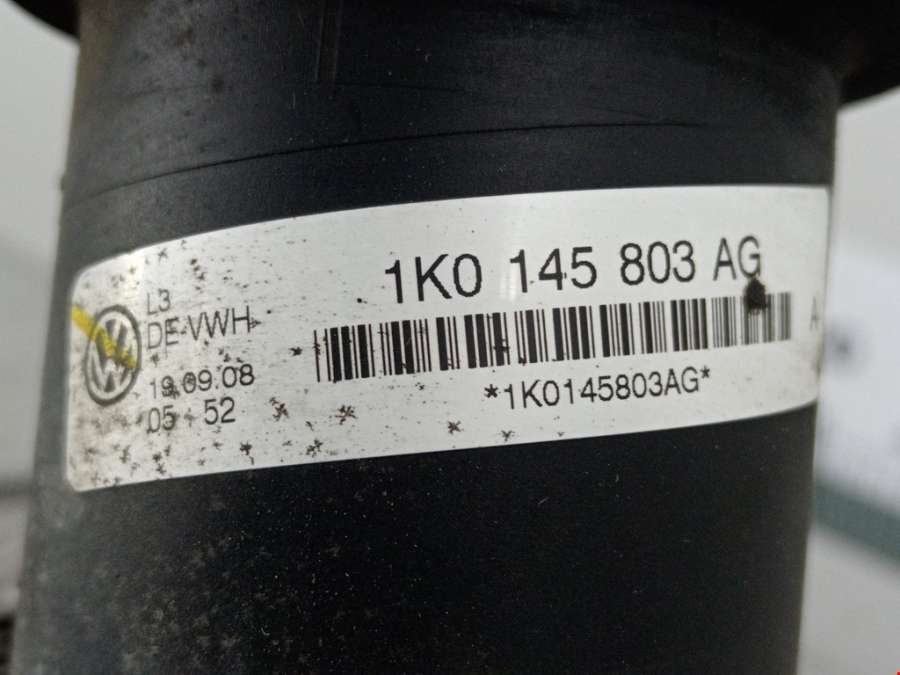 1K0 145 803 AG
L3
DE-VWH
19.09.08
05 52
*1K0145803AG*
A